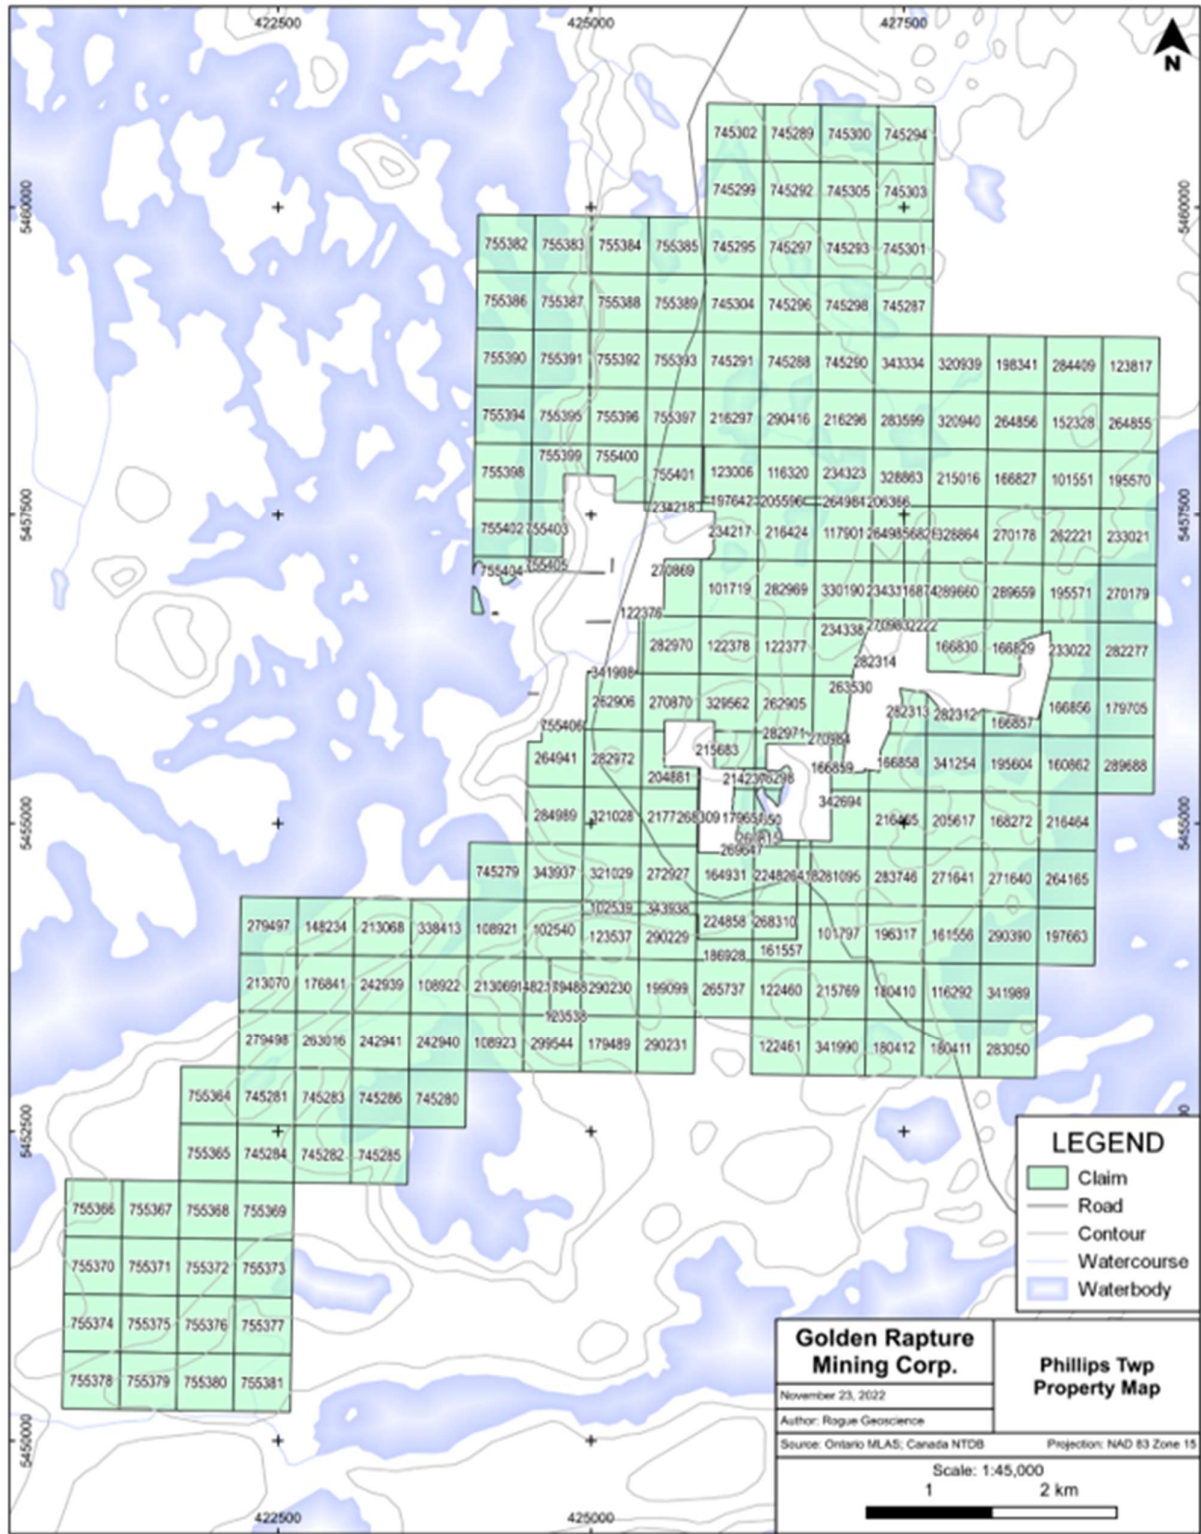 422500 425000 427500
745302 745289 745300 745294
745299 745292 745305 745303
5460000 5460000
755382 755383 755384 755385 745295 745297 745293 745301
755386 755387 755388 755389 745304 745296 745298 745287
755390 755391 755392 755393 745291 745288 745290 343334 320939 198341 284409 123817
755394 755395 755396 755397 216297 290416 216296 283599 320940 264856 152328 264855
755399 755400
755398 755401 123006 116320 234323 328863 215016 166827 101551 195570
197642 205596 264984 206366
234218
5457500 5457500
755402 755403 234217 216424 117901 328864 270178 262221 233021
755404 755405 270869
101719 282969 330190 289660 289659 195571 270179
122376
234338
282970 122378 122377 166830 166829 233022 282277
282314
341988
263530
262906 270870 329562 262905 282313 282312 166856 179705
166857
755406 282971 270984
215683
264941 282972 166859 166858 341254 195604 160862 289688
204881
342694
284989 321028 216465 205617 168272 216464
5455000 5455000
269647
745279 343937 321029 272927 164931 283746 271641 271640 264165
102539 343938
279497 148234 213068 338413 108921 102540 123537 290229 224858 268310 101797 196317 161556 290390 197663
186928 161557
213070 176841 242939 108922 290230 199099 265737 122460 215769 180410 116292 341989
123538
279498 263016 242941 242940 108923 299544 179489 290231 122461 341990 180412 180411 283050
755364 745281 745283 745286 745280
5452500
755365 745284 745282 745285
755366 755367 755368 755369
755370 755371 755372 755373
755374 755375 755376 755377
755378 755379 755380 755381
5450000
422500 425000
N
LEGEND
Claim
Road
Contour
Watercourse
Waterbody
Golden Rapture
Mining Corp.
November 23, 2022
Author: Rogue Geoscience
Phillips Twp
Property Map
Source: Ontario MLAS; Canada NTDB Projection: NAD 83 Zone 15
Scale: 1:45,000
1 2 km